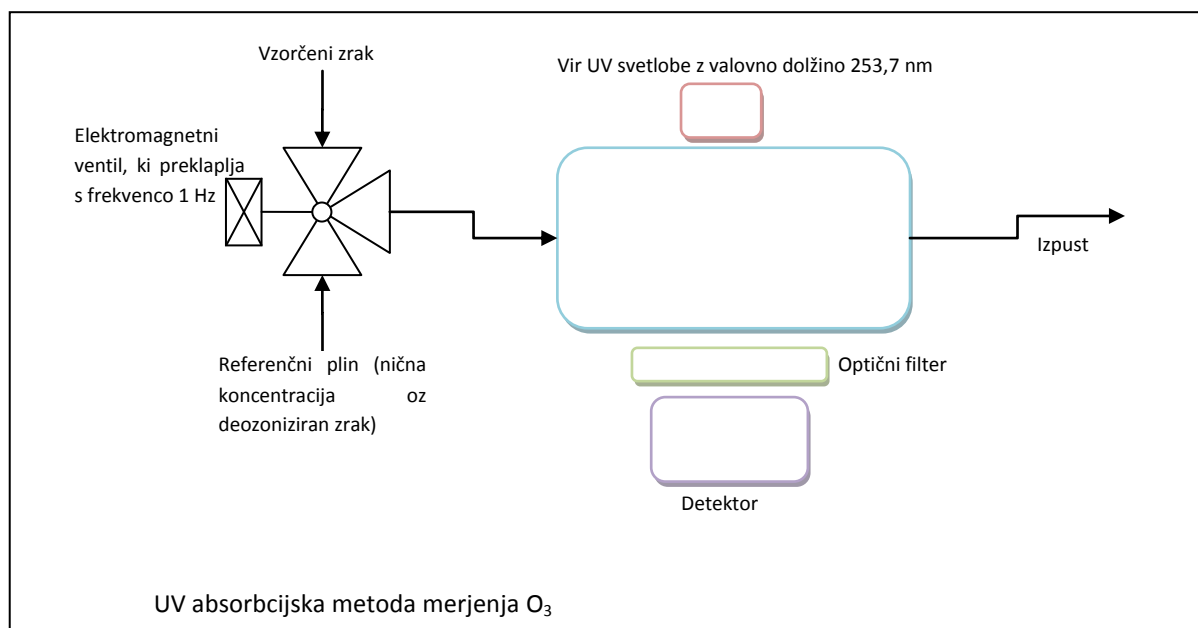 Vzorčeni zrak
Vir UV svetlobe z valovno dolžino 253,7 nm
Elektromagnetni
ventil, ki preklaplja
s frekvenco 1 Hz
Izpust
Referenčni plin (nična
koncentracija oz
deozoniziran zrak)
Optični filter
Detektor
UV absorbcijska metoda merjenja O₃